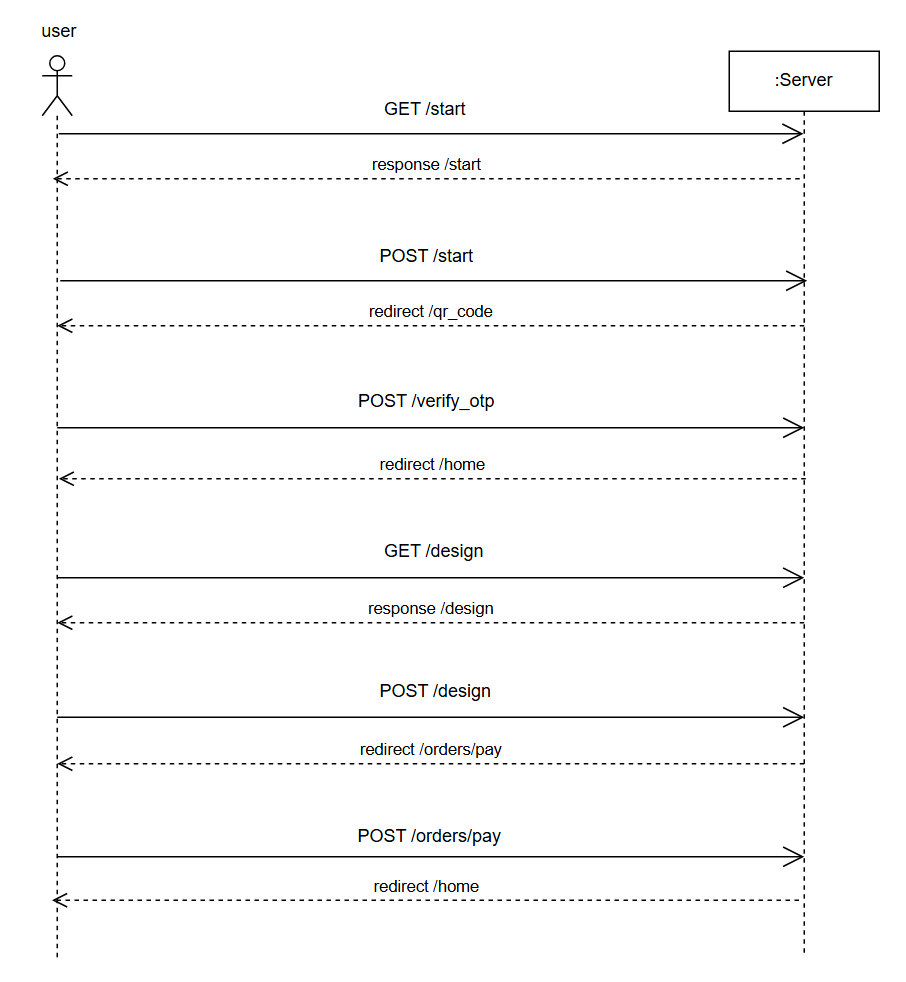 user
:Server
GET /start
response /start
POST /start
redirect /qr_code
POST /verify_otp
redirect /home
GET /design
response /design
POST /design
redirect /orders/pay
POST /orders/pay
redirect /home